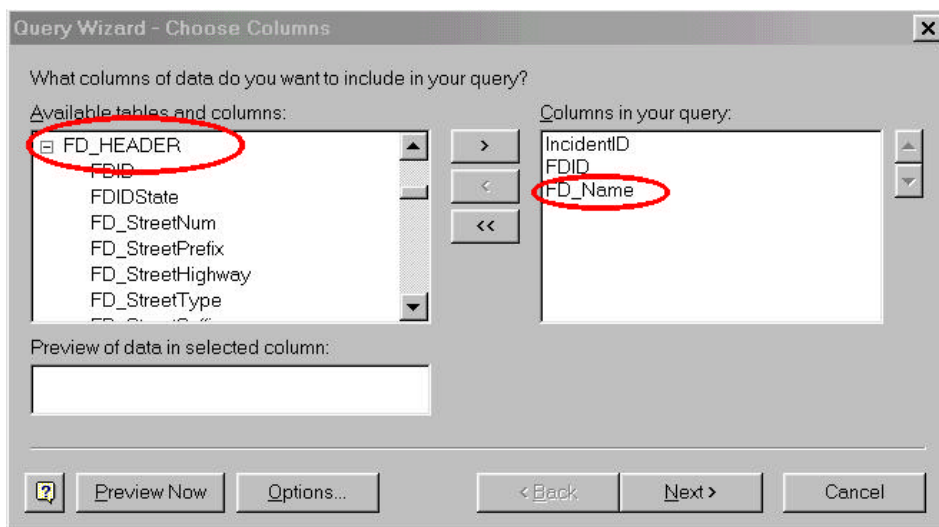 Query Wizard - Choose Columns
What columns of data do you want to include in your query?
Available tables and columns:
FD_HEADER
FDID
FDIDState
FD_StreetNum
FD_StreetPrefix
FD_StreetHighway
FD_StreetType
>
<
<<
Columns in your query:
IncidentID
FDID
FD_Name
Preview of data in selected column:
Preview Now
Options...
< Back
Next >
Cancel